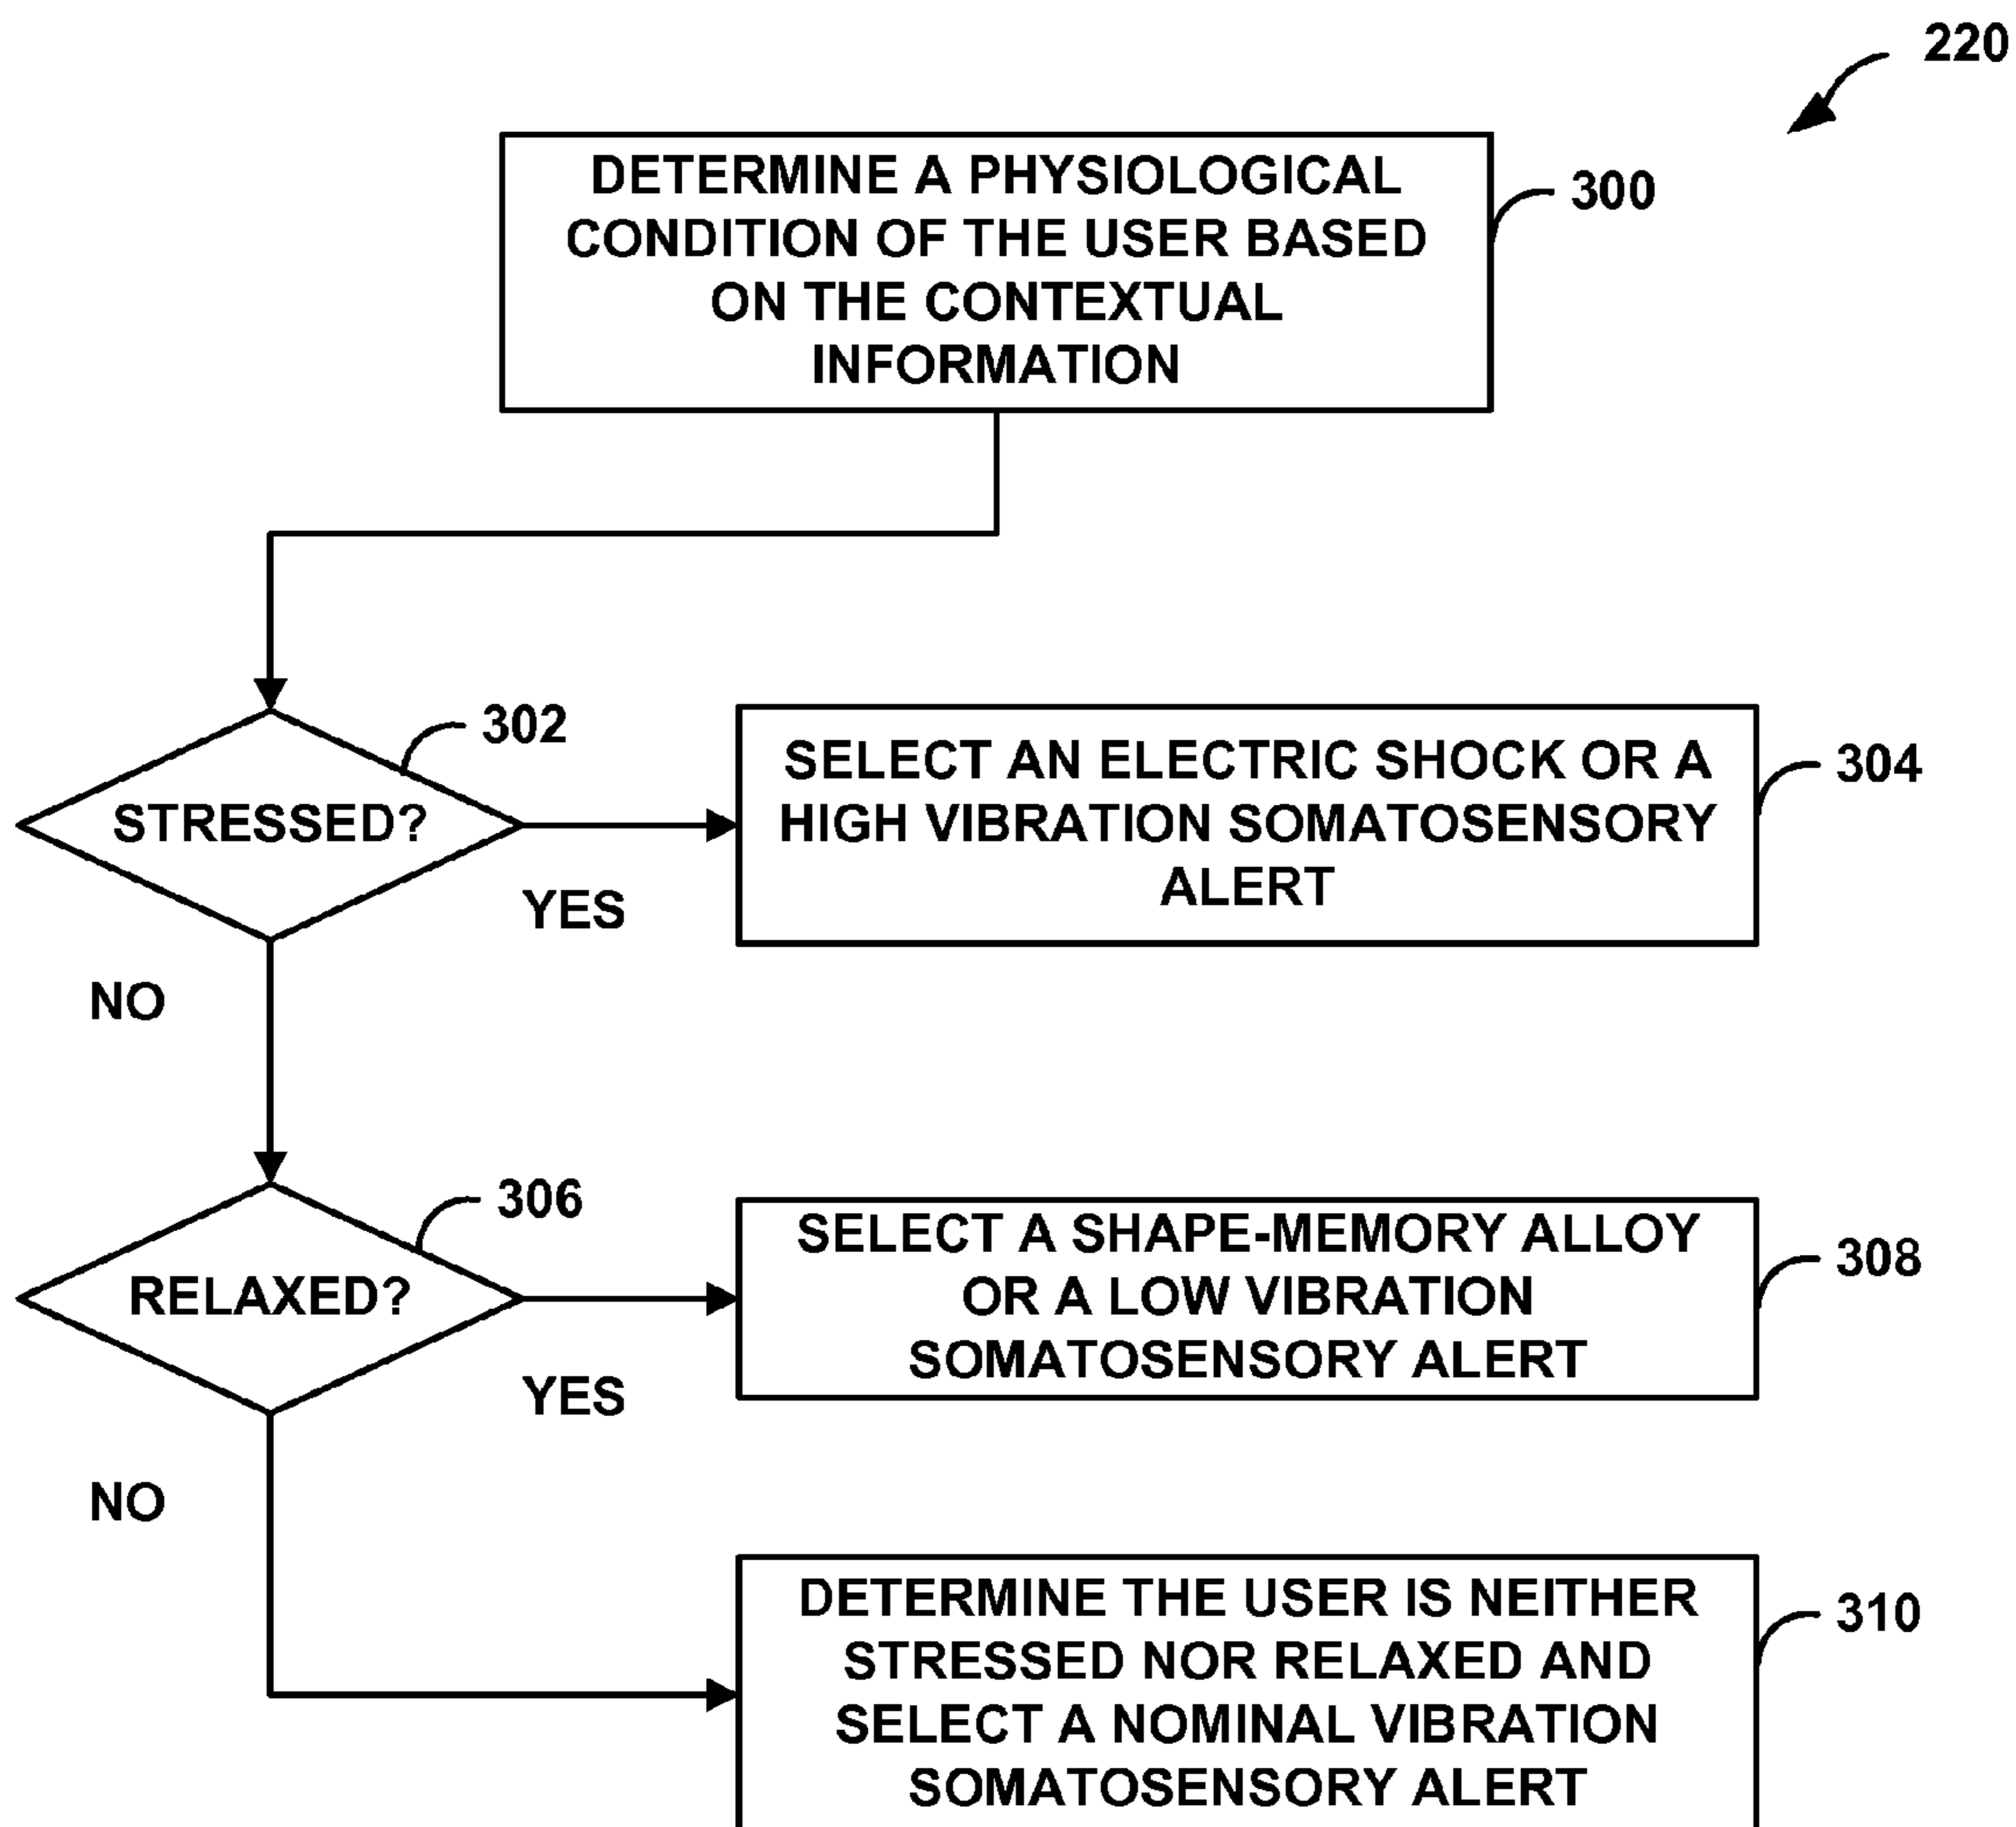 220
DETERMINE A PHYSIOLOGICAL
CONDITION OF THE USER BASED
ON THE CONTEXTUAL
INFORMATION
300
302
STRESSED?
YES
NO
SELECT AN ELECTRIC SHOCK OR A
HIGH VIBRATION SOMATOSENSORY
ALERT
304
306
RELAXED?
YES
NO
SELECT A SHAPE-MEMORY ALLOY
OR A LOW VIBRATION
SOMATOSENSORY ALERT
308
DETERMINE THE USER IS NEITHER
STRESSED NOR RELAXED AND
SELECT A NOMINAL VIBRATION
SOMATOSENSORY ALERT
310